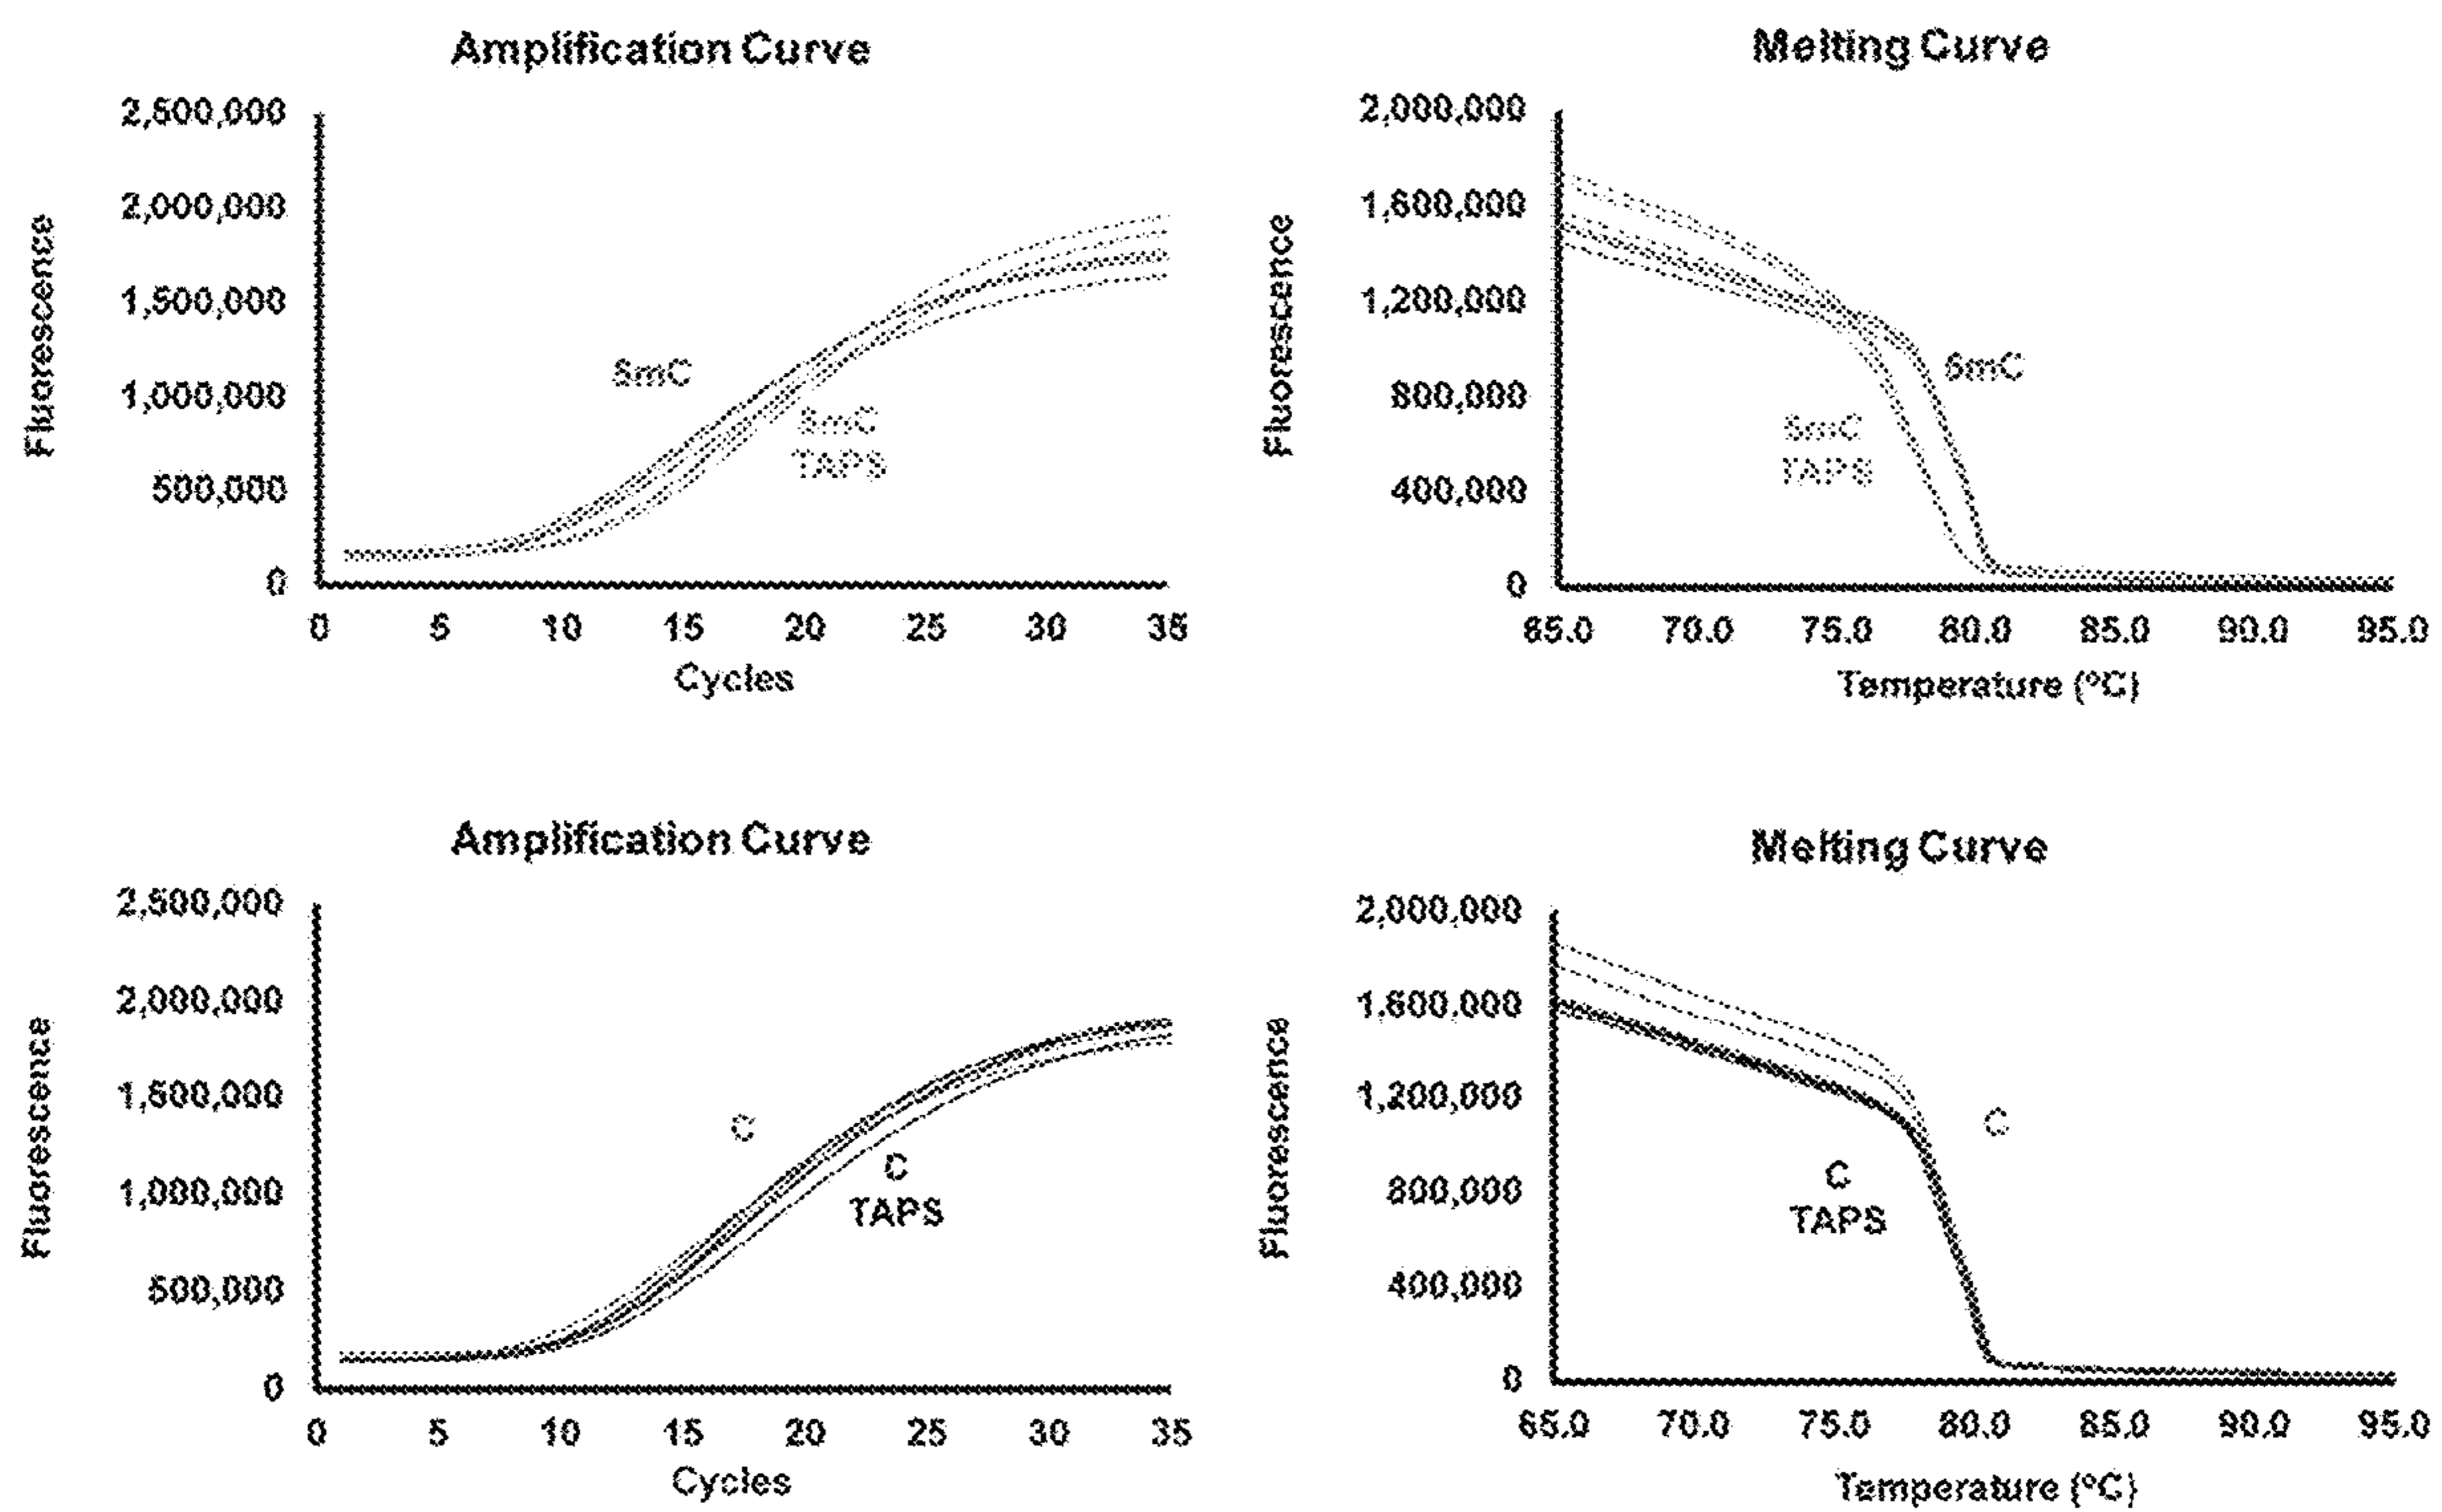 Amplification Curve
2,500,000
2,000,000
1,500,000
1,000,000
500,000
0
Fluorescence
5mC
5mC
TAPS
0 5 10 15 20 25 30 35
Cycles
Melting Curve
2,000,000
1,600,000
1,200,000
800,000
400,000
0
Fluorescence
5mC
5mC
TAPS
65.0 70.0 75.0 80.0 85.0 90.0 95.0
Temperature (ºC)
Amplification Curve
2,500,000
2,000,000
1,500,000
1,000,000
500,000
0
Fluorescence
C
C
TAPS
0 5 10 15 20 25 30 35
Cycles
Melting Curve
2,000,000
1,600,000
1,200,000
800,000
400,000
0
Fluorescence
C
C
TAPS
65.0 70.0 75.0 80.0 85.0 90.0 95.0
Temperature (ºC)